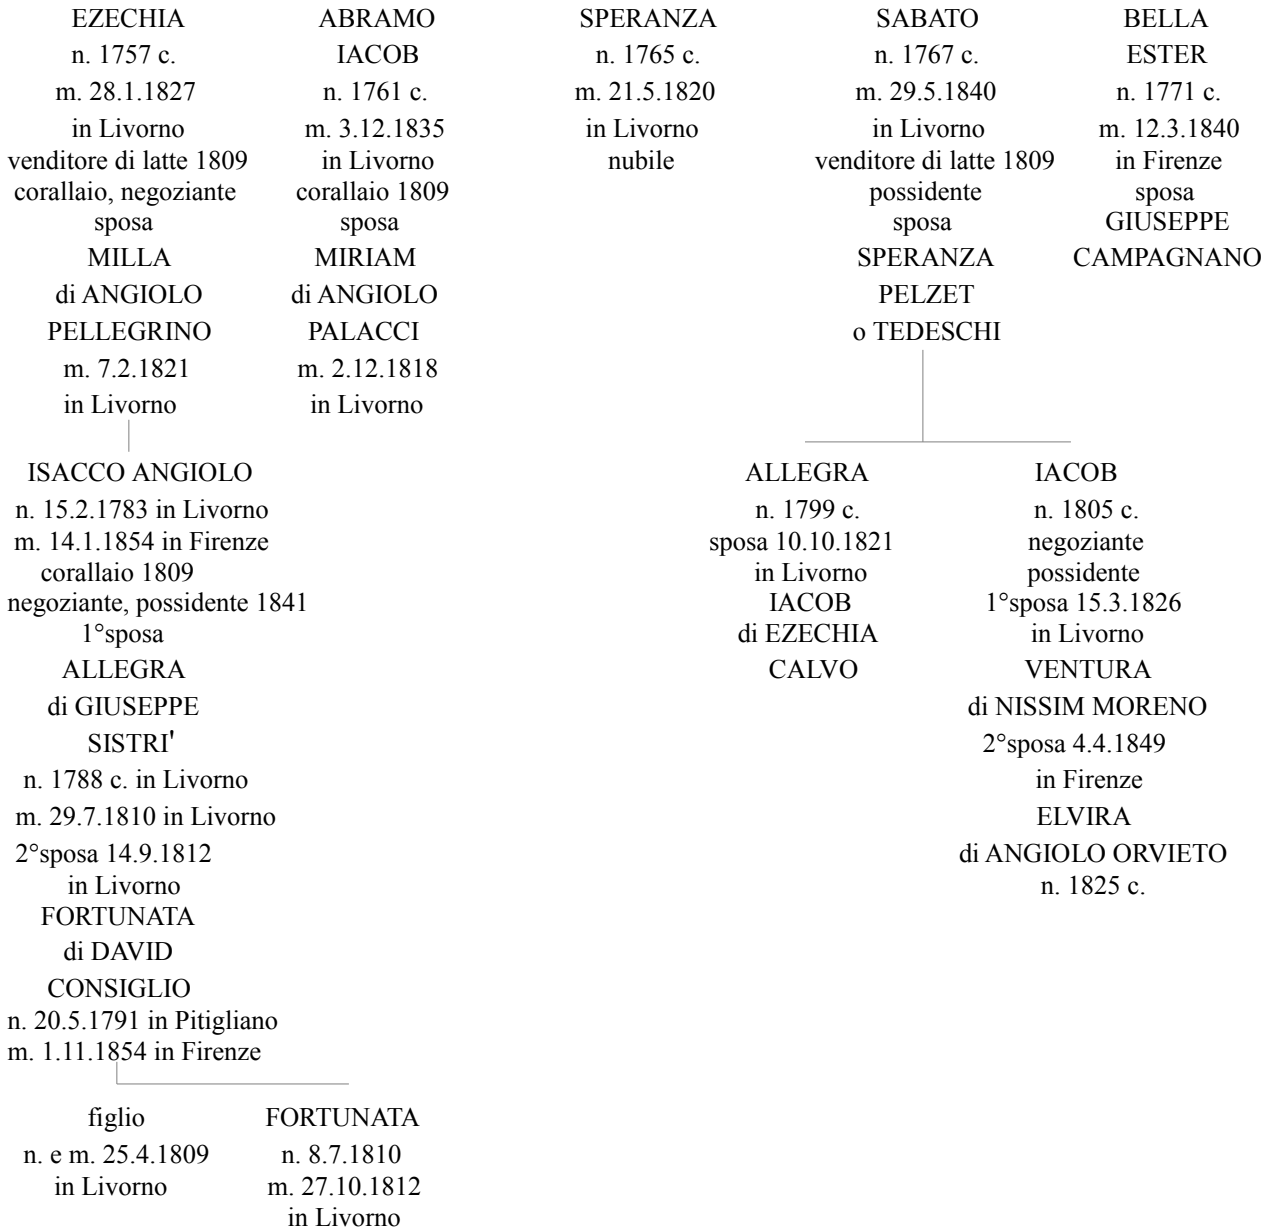 EZECHIA
n. 1757 c.
m. 28.1.1827
in Livorno
venditore di latte 1809
corallaio, negoziante
sposa
MILLA
di ANGIOLO
PELLEGRINO
m. 7.2.1821
in Livorno
ABRAMO
IACOB
n. 1761 c.
m. 3.12.1835
in Livorno
corallaio 1809
sposa
MIRIAM
di ANGIOLO
PALACCI
m. 2.12.1818
in Livorno
SPERANZA
n. 1765 c.
m. 21.5.1820
in Livorno
nubile
SABATO
n. 1767 c.
m. 29.5.1840
in Livorno
venditore di latte 1809
possidente
sposa
SPERANZA
PELZET
o TEDESCHI
BELLA
ESTER
n. 1771 c.
m. 12.3.1840
in Firenze
sposa
GIUSEPPE
CAMPAGNANO
ISACCO ANGIOLO
n. 15.2.1783 in Livorno
m. 14.1.1854 in Firenze
corallaio 1809
negoziante, possidente 1841
1°sposa
ALLEGRA
di GIUSEPPE
SISTRI'
n. 1788 c. in Livorno
m. 29.7.1810 in Livorno
2°sposa 14.9.1812
in Livorno
FORTUNATA
di DAVID
CONSIGLIO
n. 20.5.1791 in Pitigliano
m. 1.11.1854 in Firenze
ALLEGRA
n. 1799 c.
sposa 10.10.1821
in Livorno
IACOB
di EZECHIA
CALVO
IACOB
n. 1805 c.
negoziante
possidente
1°sposa 15.3.1826
in Livorno
VENTURA
di NISSIM MORENO
2°sposa 4.4.1849
in Firenze
ELVIRA
di ANGIOLO ORVIETO
n. 1825 c.
figlio
n. e m. 25.4.1809
in Livorno
FORTUNATA
n. 8.7.1810
m. 27.10.1812
in Livorno